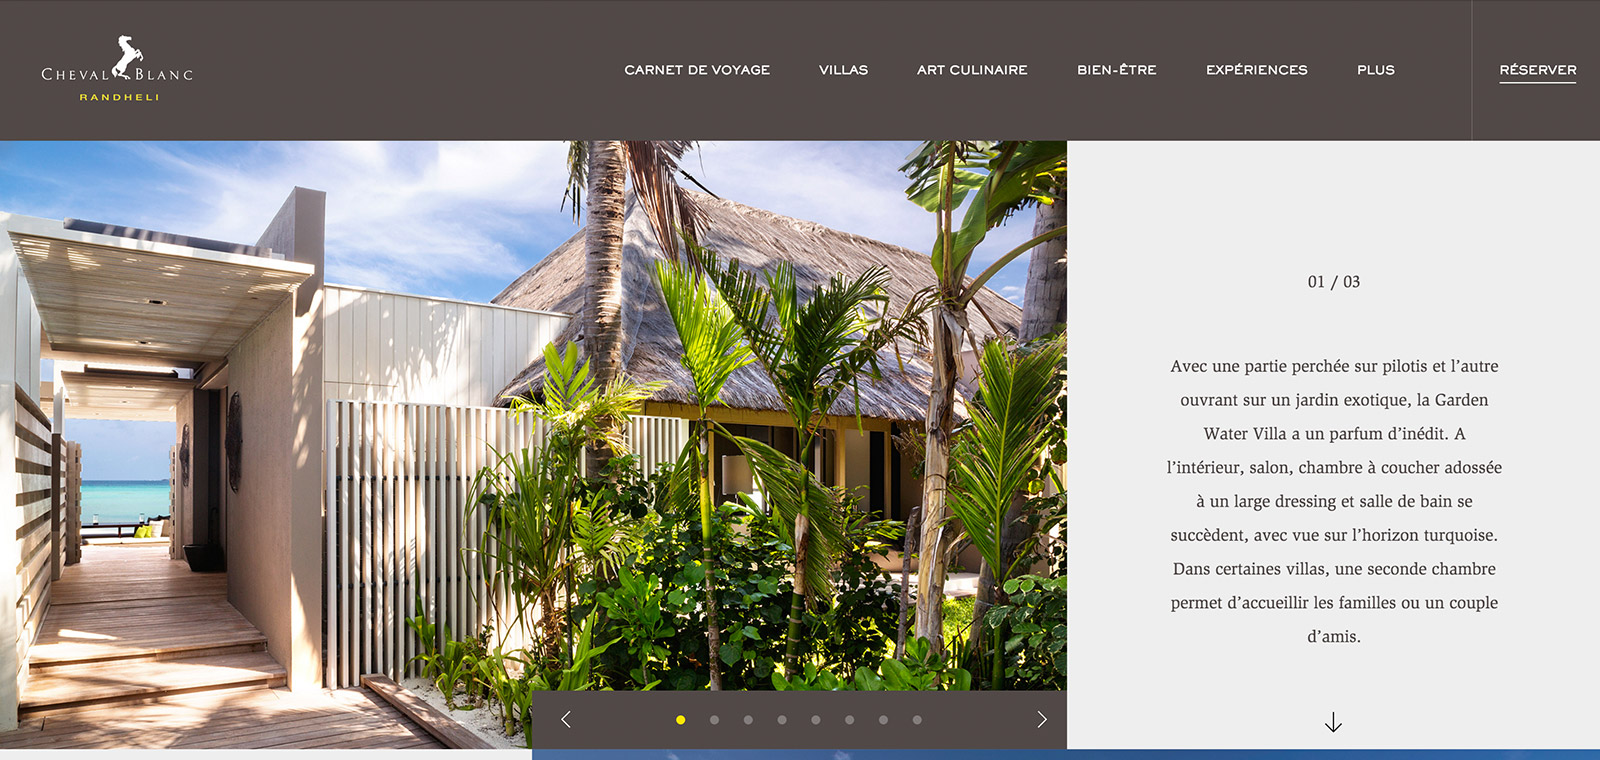 CHEVAL BLANC
RANDHELI
CARNET DE VOYAGE
VILLAS
ART CULINAIRE
BIEN-ÊTRE
EXPÉRIENCES
PLUS
RÉSERVER
01 / 03
Avec une partie perchée sur pilotis et l’autre
ouvrant sur un jardin exotique, la Garden
Water Villa a un parfum d’inédit. A
l’intérieur, salon, chambre à coucher adossée
à un large dressing et salle de bain se
succèdent, avec vue sur l’horizon turquoise.
Dans certaines villas, une seconde chambre
permet d’accueillir les familles ou un couple
d’amis.